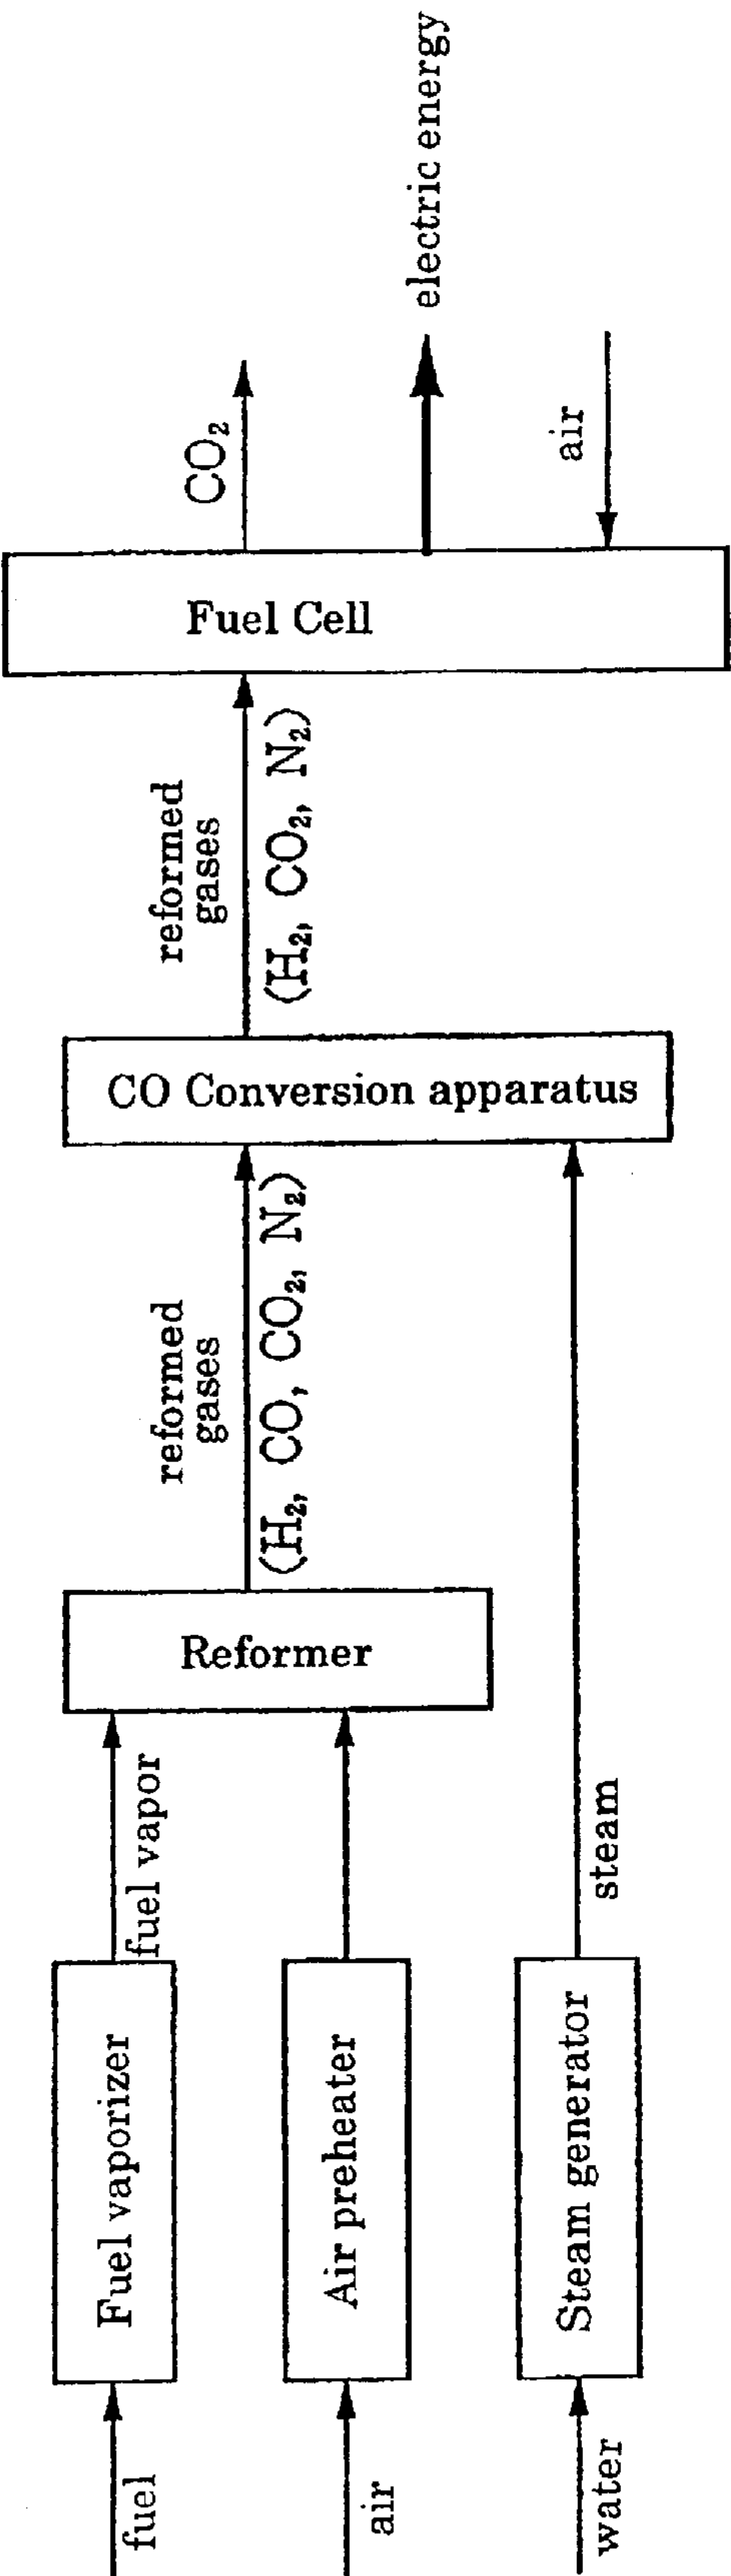 fuel
air
water
Fuel vaporizer
Air preheater
Steam generator
fuel vapor
steam
Reformer
reformed
gases
(H₂, CO, CO₂, N₂)
CO Conversion apparatus
reformed
gases
(H₂, CO₂, N₂)
Fuel Cell
CO₂
electric energy
air